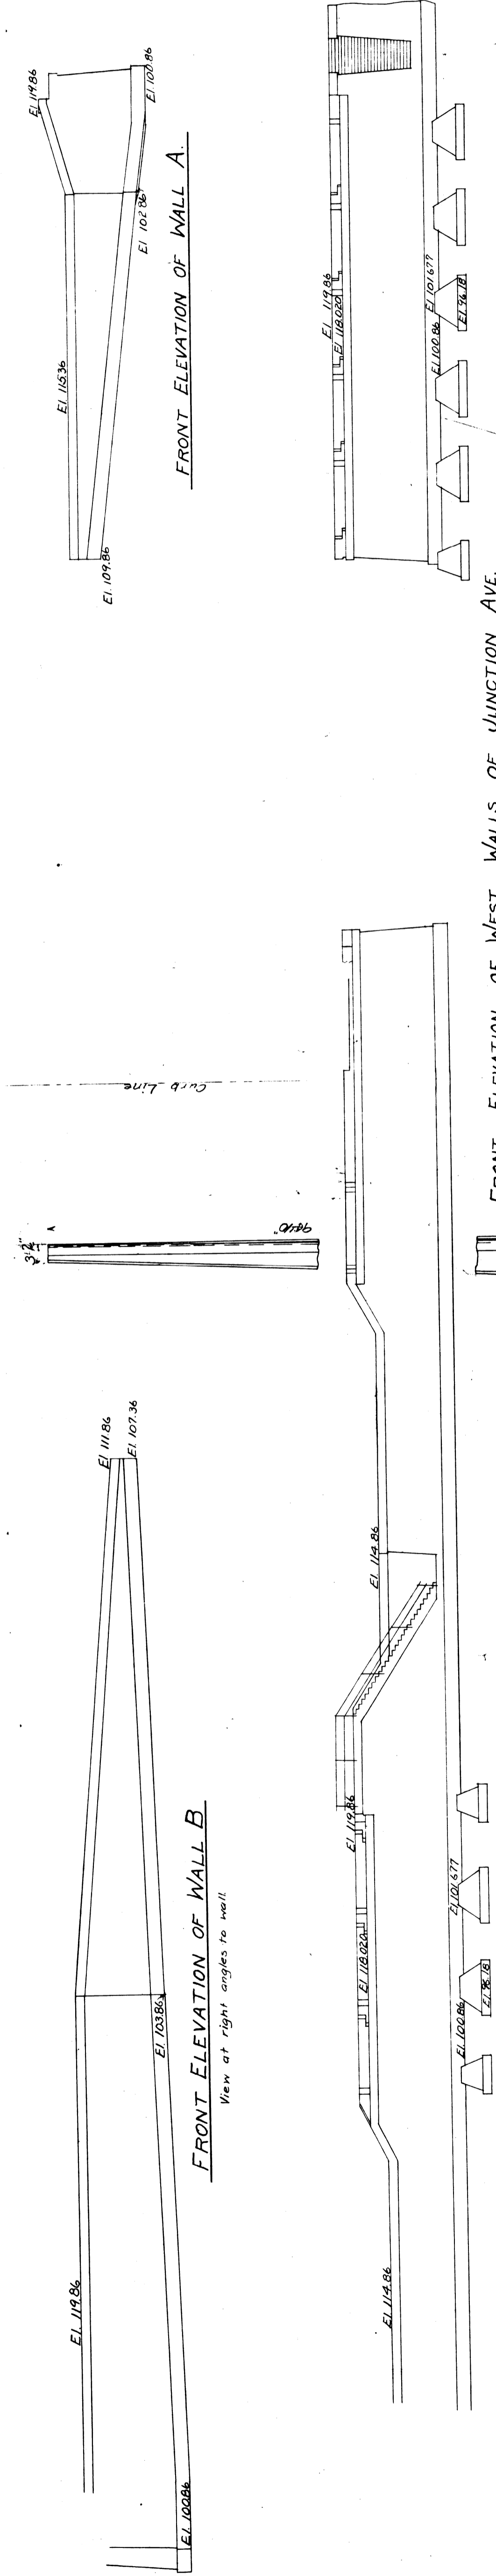 El. 119.86
El. 100.86
El. 103.86
El 111.86
El. 107.36
FRONT ELEVATION OF WALL B
View at right angles to wall.
3'2"
A
Curb Line
El. 109.86
El. 115.36
El 119.86
El 102.86
El 100.86
FRONT ELEVATION OF WALL A.
El. 114.86
El. 119.86
El 118.020
El. 114.86
El 101.677
El. 100.86
El. 96.18
El 119.86
El 118.020
El 101.677
El 100.86
El. 96.18
FRONT ELEVATION OF WEST WALLS OF JUNCTION AVE.